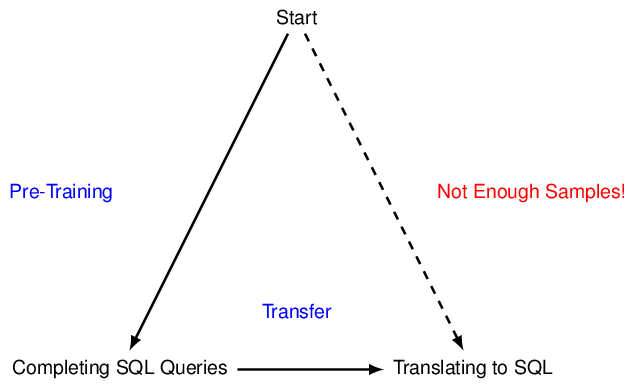 Start
Pre-Training
Not Enough Samples!
Transfer
Completing SQL Queries
Translating to SQL